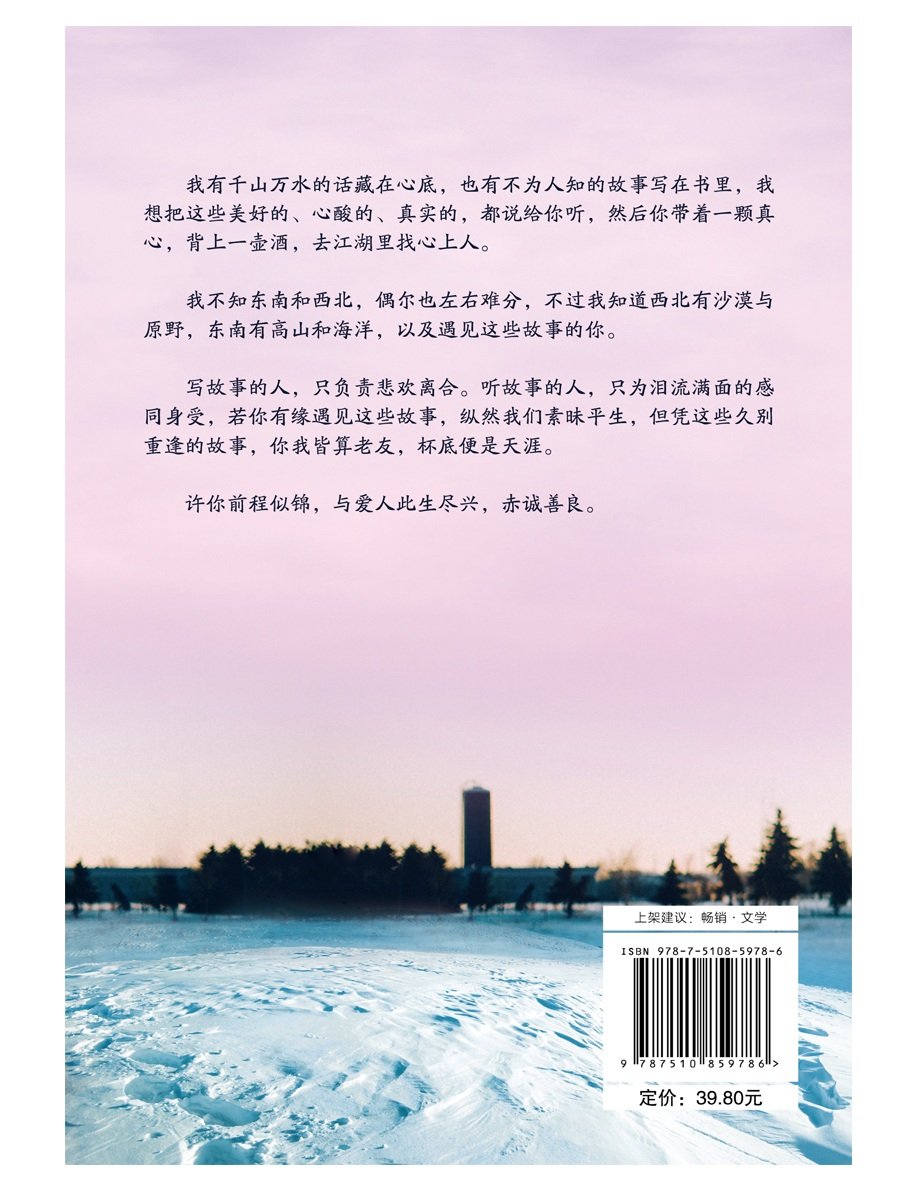 我有千山万水的话藏在心底，也有不为人知的故事写在书里，我
想把这些美好的、心酸的、真实的，都说给你听，然后你带着一颗真
心，背上一壶酒，去江湖里找心上人。
我不知东南和西北，偶尔也左右难分，不过我知道西北有沙漠与
原野，东南有高山和海洋，以及遇见这些故事的你。
写故事的人，只负责悲欢离合。听故事的人，只为泪流满面的感
同身受，若你有缘遇见这些故事，纵然我们素昧平生，但凭这些久别
重逢的故事，你我皆算老友，杯底便是天涯。
许你前程似锦，与爱人此生尽兴，赤诚善良。
上架建议：畅销·文学
ISBN 978-7-5108-5978-6
9 787510 859786 >
定价：39.80元